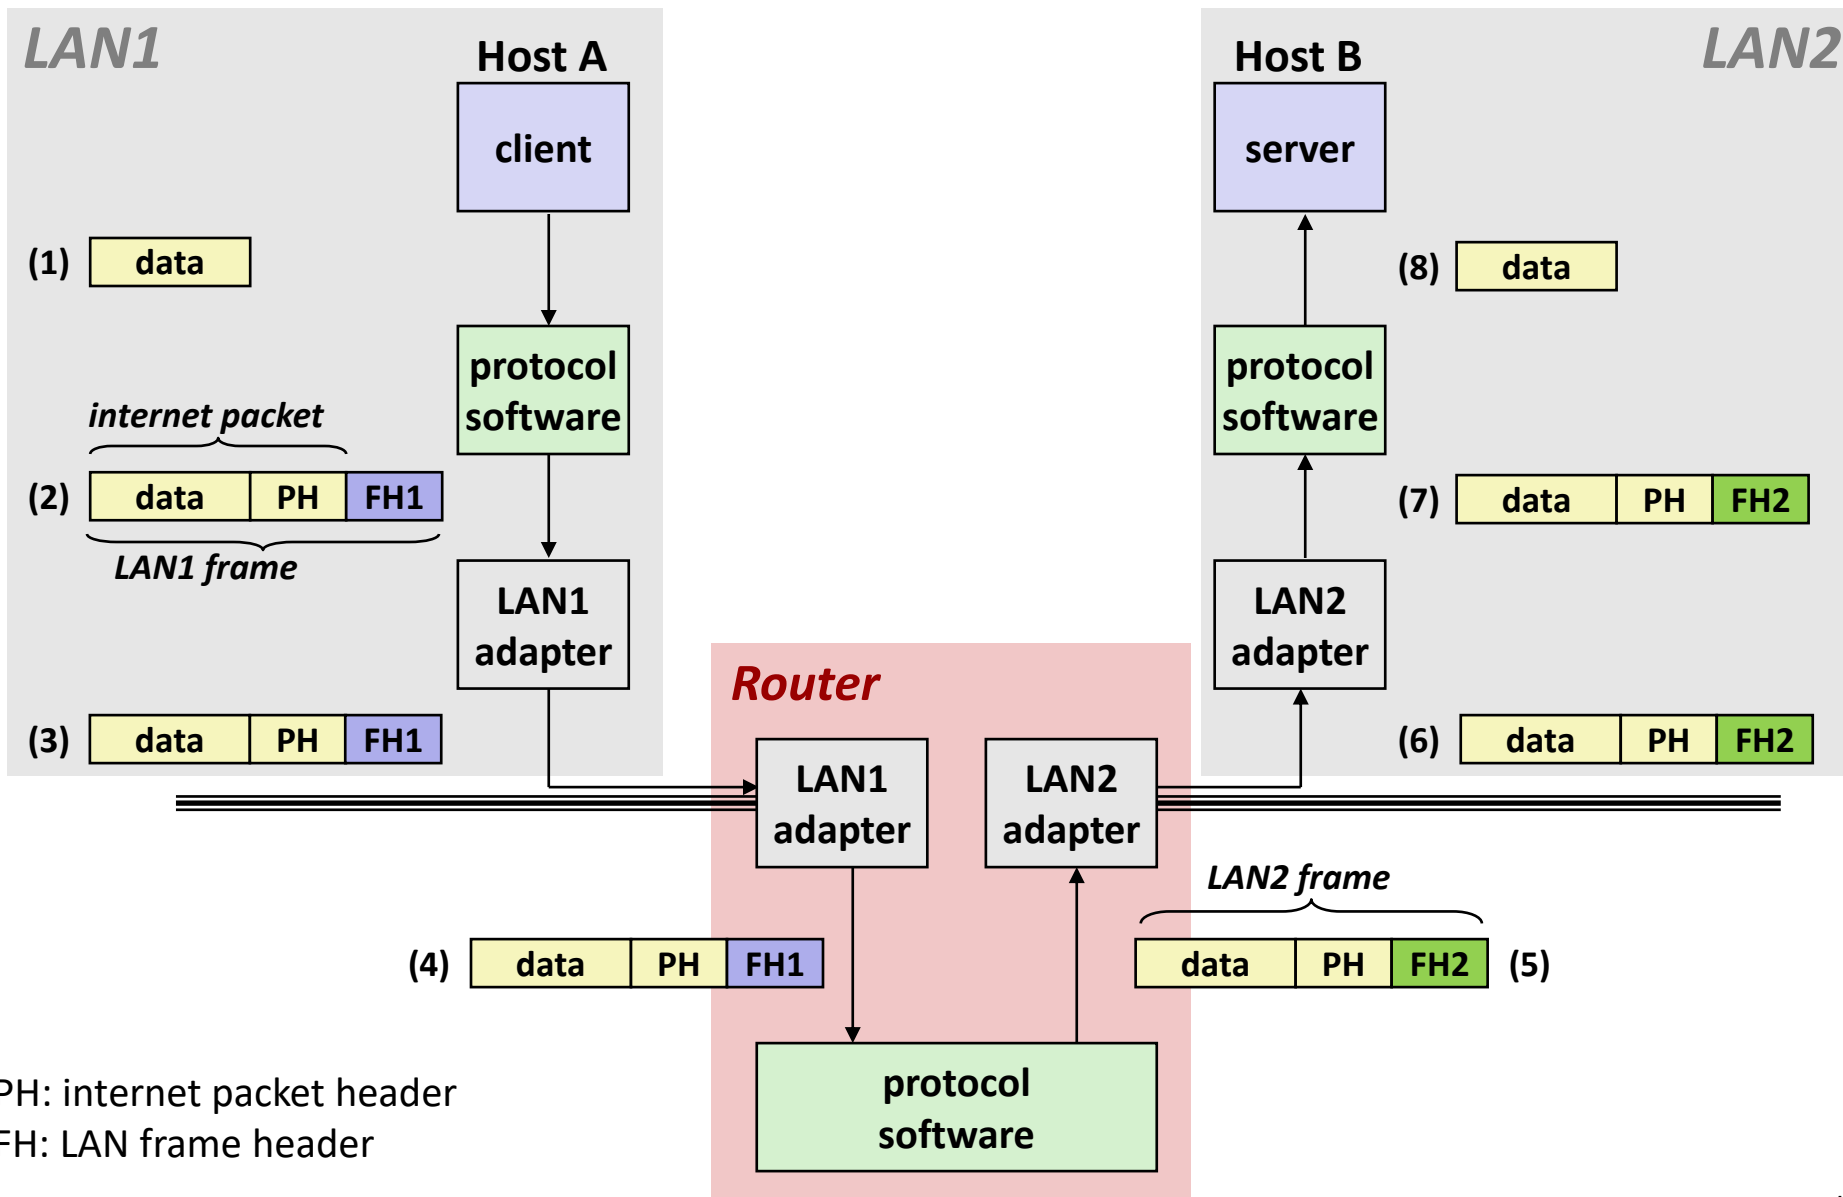 LAN1
Host A
Host B
LAN2
client
server
(1)
data
(8)
data
protocol
software
protocol
software
internet packet
(2)
data
PH
FH1
(7)
data
PH
FH2
LAN1 frame
LAN1
adapter
LAN2
adapter
Router
(3)
data
PH
FH1
(6)
data
PH
FH2
LAN1
adapter
LAN2
adapter
LAN2 frame
(4)
data
PH
FH1
data
PH
FH2
(5)
protocol
software
PH: internet packet header
FH: LAN frame header